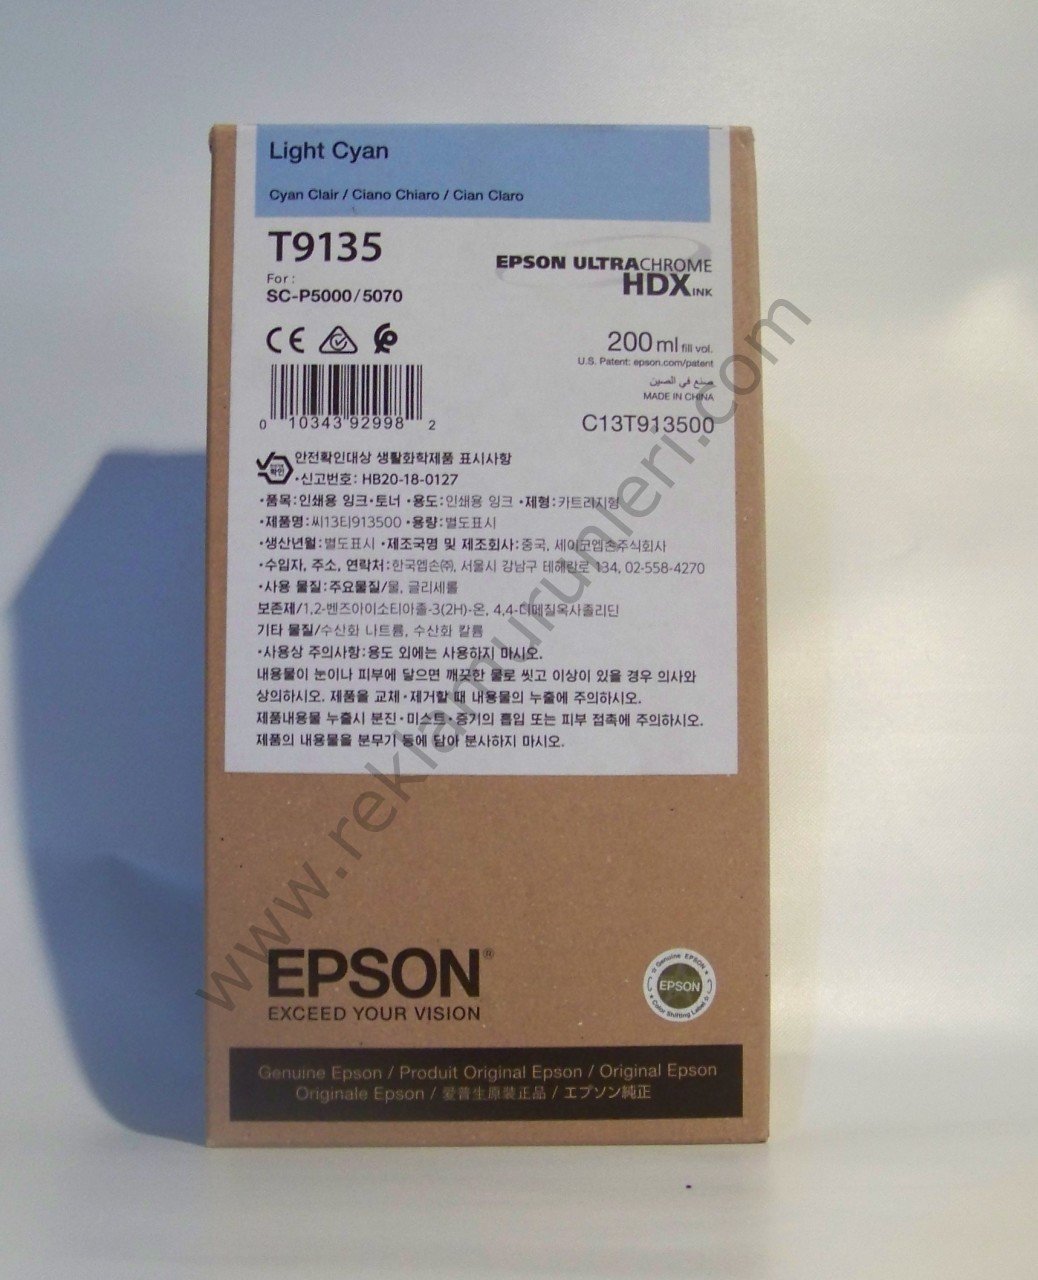 Light Cyan
Cyan Clair / Ciano Chiaro / Cian Claro
T9135
For :
SC-P5000/5070
EPSON ULTRACHROME
HDX INK
200 ml fill vol.
U.S. Patent: epson.com/patent
صنع في الصين
MADE IN CHINA
C13T913500
CE
0 10343 92998 2
안전확인대상 생활화학제품 표시사항
•신고번호: HB20-18-0127
•품목:인쇄용 잉크•토너 •용도:인쇄용 잉크 •제형:카트리지형
•제품명:씨13티913500 •용량:별도표시
•생산년월:별도표시 •제조국명 및 제조회사:중국, 세이코엡손주식회사
•수입자, 주소, 연락처:한국엡손㈜, 서울시 강남구 테헤란로 134, 02-558-4270
•사용 물질:주요물질/물, 글리세롤
보존제/1,2-벤즈아이소티아졸-3(2H)-온, 4,4-디메질옥사졸리딘
기타 물질/수산화 나트륨, 수산화 칼륨
•사용상 주의사항:용도 외에는 사용하지 마시오.
내용물이 눈이나 피부에 닿으면 깨끗한 물로 씻고 이상이 있을 경우 의사와
상의하시오. 제품을 교체•제거할 때 내용물의 누출에 주의하시오.
제품내용물 누출시 분진•미스트•증기의 흡입 또는 피부 접촉에 주의하시오.
제품의 내용물을 분무기 등에 담아 분사하지 마시오.
www.reklamurunleri.com
EPSON®
EXCEED YOUR VISION
Genuine EPSON
EPSON
Color Shifting Label
Genuine Epson / Produit Original Epson / Original Epson
Originale Epson / 爱普生原装正品 / エプソン純正